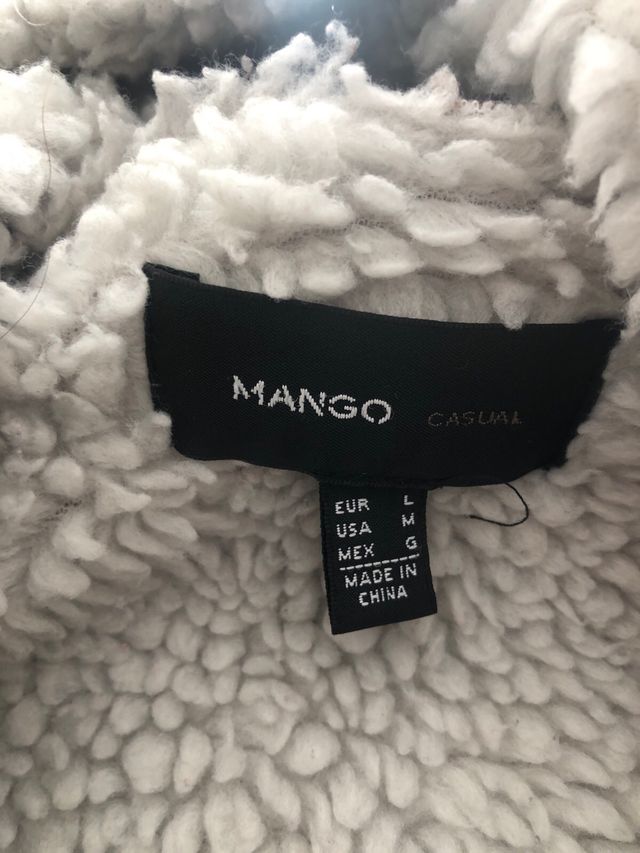 MANGO CASUAL
EUR L
USA M
MEX G
MADE IN
CHINA